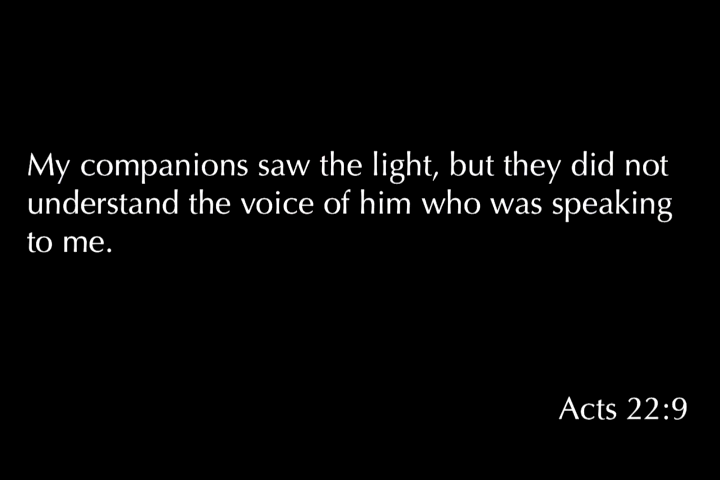 My companions saw the light, but they did not
understand the voice of him who was speaking
to me.
Acts 22:9